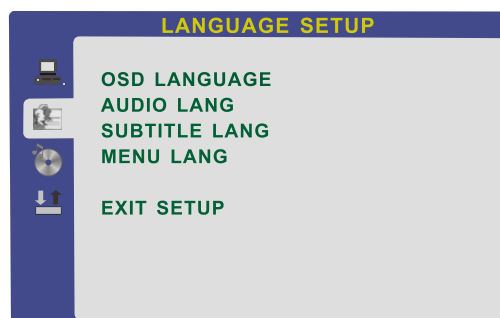 LANGUAGE SETUP
OSD LANGUAGE
AUDIO LANG
SUBTITLE LANG
MENU LANG
EXIT SETUP